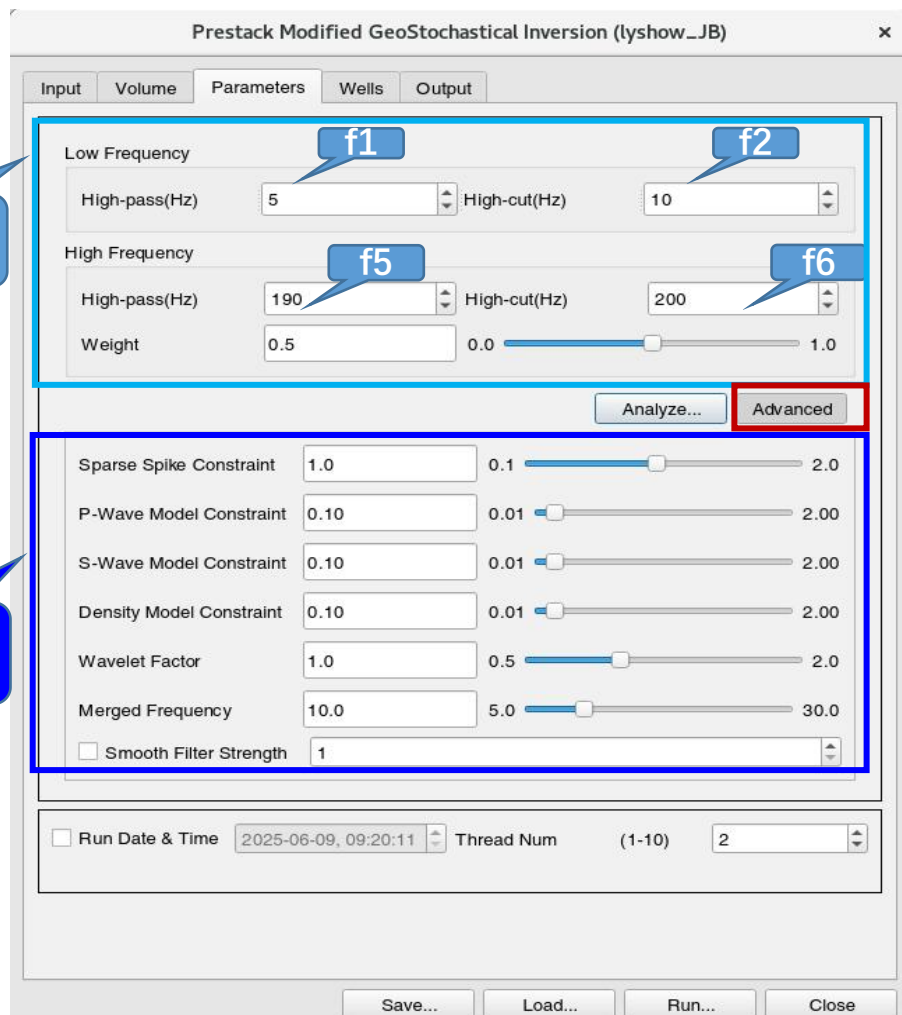 Prestack Modified GeoStochastical Inversion (lyshow_JB) ×
Input Volume Parameters Wells Output
f1 f2
Low Frequency
High-pass(Hz) 5 High-cut(Hz) 10
f5 f6
High Frequency
High-pass(Hz) 190 High-cut(Hz) 200
Weight 0.5 0.0 1.0
Analyze... Advanced
Sparse Spike Constraint 1.0 0.1 2.0
P-Wave Model Constraint 0.10 0.01 2.00
S-Wave Model Constraint 0.10 0.01 2.00
Density Model Constraint 0.10 0.01 2.00
Wavelet Factor 1.0 0.5 2.0
Merged Frequency 10.0 5.0 30.0
Smooth Filter Strength 1
Run Date & Time 2025-06-09, 09:20:11 Thread Num (1-10) 2
Save... Load... Run... Close